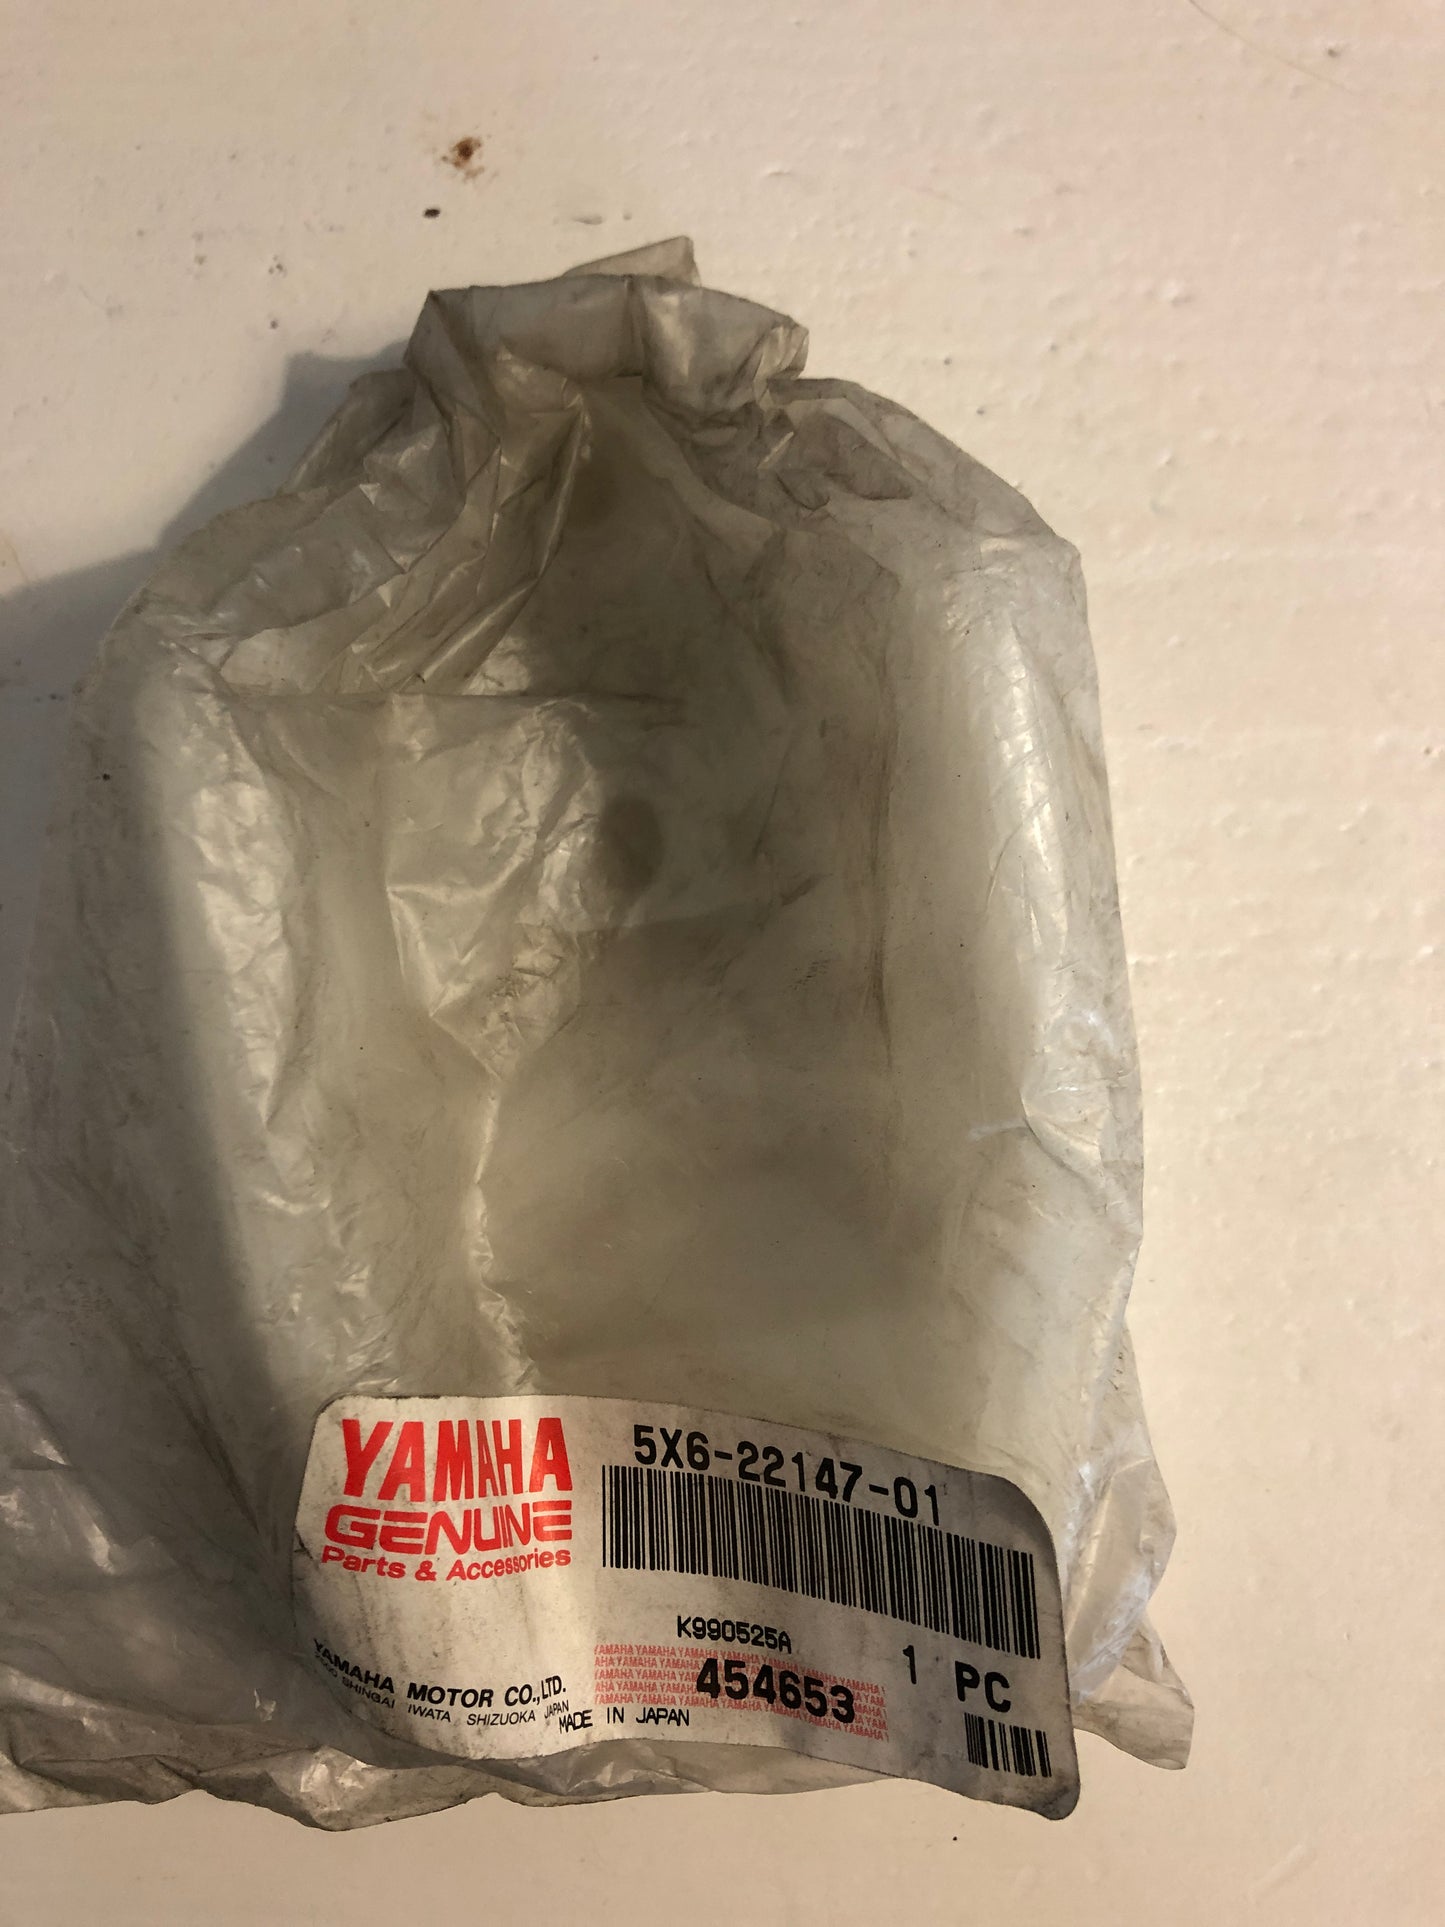 YAMAHA
GENUINE
Parts & Accessories
5X6-22147-01
K990525A
454653
1 PC
YAMAHA MOTOR CO.,LTD.
SHINGAI IWATA SHIZUOKA JAPAN
MADE IN JAPAN